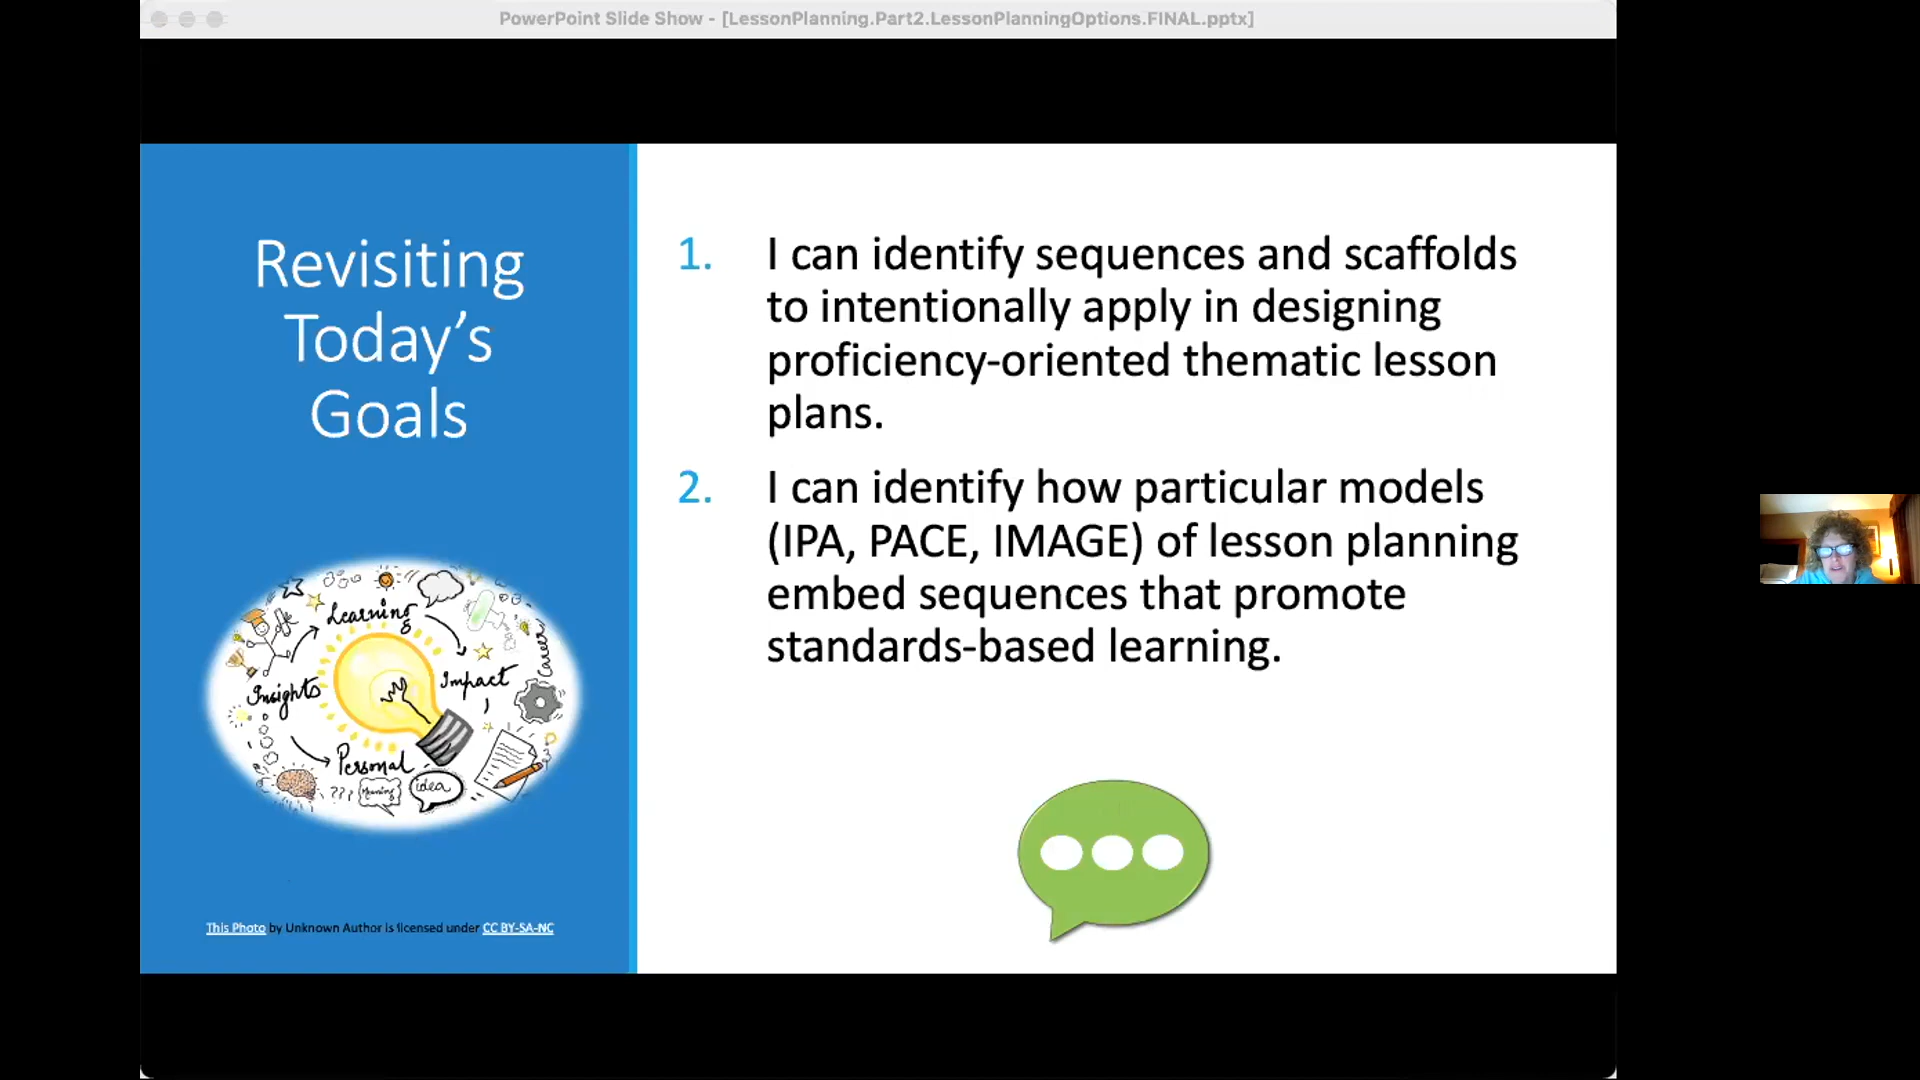 PowerPoint Slide Show - [LessonPlanning.Part2.LessonPlanningOptions.FINAL.pptx]
Revisiting
Today’s
Goals
1. I can identify sequences and scaffolds
to intentionally apply in designing
proficiency-oriented thematic lesson
plans.
2. I can identify how particular models
(IPA, PACE, IMAGE) of lesson planning
embed sequences that promote
standards-based learning.
Learning
Career
Impact
Insights
Personal
???
Meaning
idea
This Photo by Unknown Author is licensed under CC BY-SA-NC